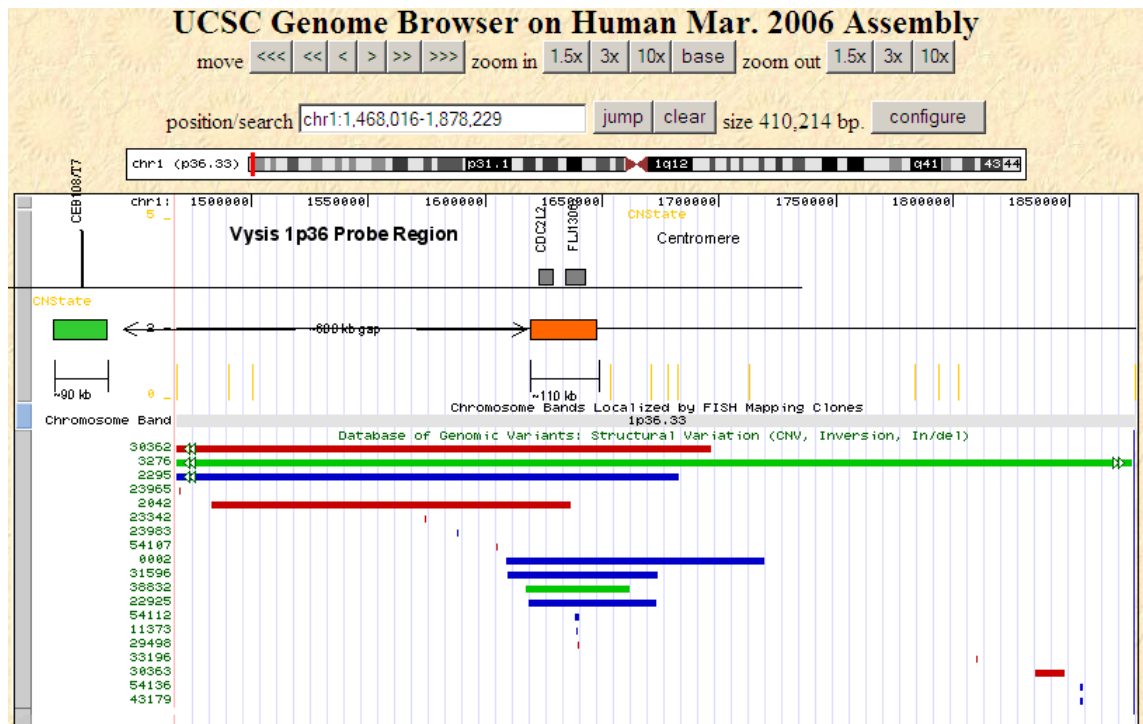 UCSC Genome Browser on Human Mar. 2006 Assembly
move <<< << < > >> >>> zoom in 1.5x 3x 10x base zoom out 1.5x 3x 10x
position/search chr1:1,468,016-1,878,229 jump clear size 410,214 bp. configure
chr1 (p36.33) p31.1 1q12 q41 43 44
CEB108/T7
chr1: 1500000| 1550000| 1600000| 1650000| 1700000| 1750000| 1800000| 1850000|
5 _ CNState
Vysis 1p36 Probe Region CDC2L2 Centromere
CNState
2 – ~600 kb gap
~90 kb 0 _ ~110 kb
Chromosome Bands Localized by FISH Mapping Clones
Chromosome Band 1p36.33
Database of Genomic Variants: Structural Variation (CNV, Inversion, In/del)
30362
3276
2295
23965
2042
23342
23983
54107
0002
31596
38832
22925
54112
11373
29498
33196
30363
54136
43179